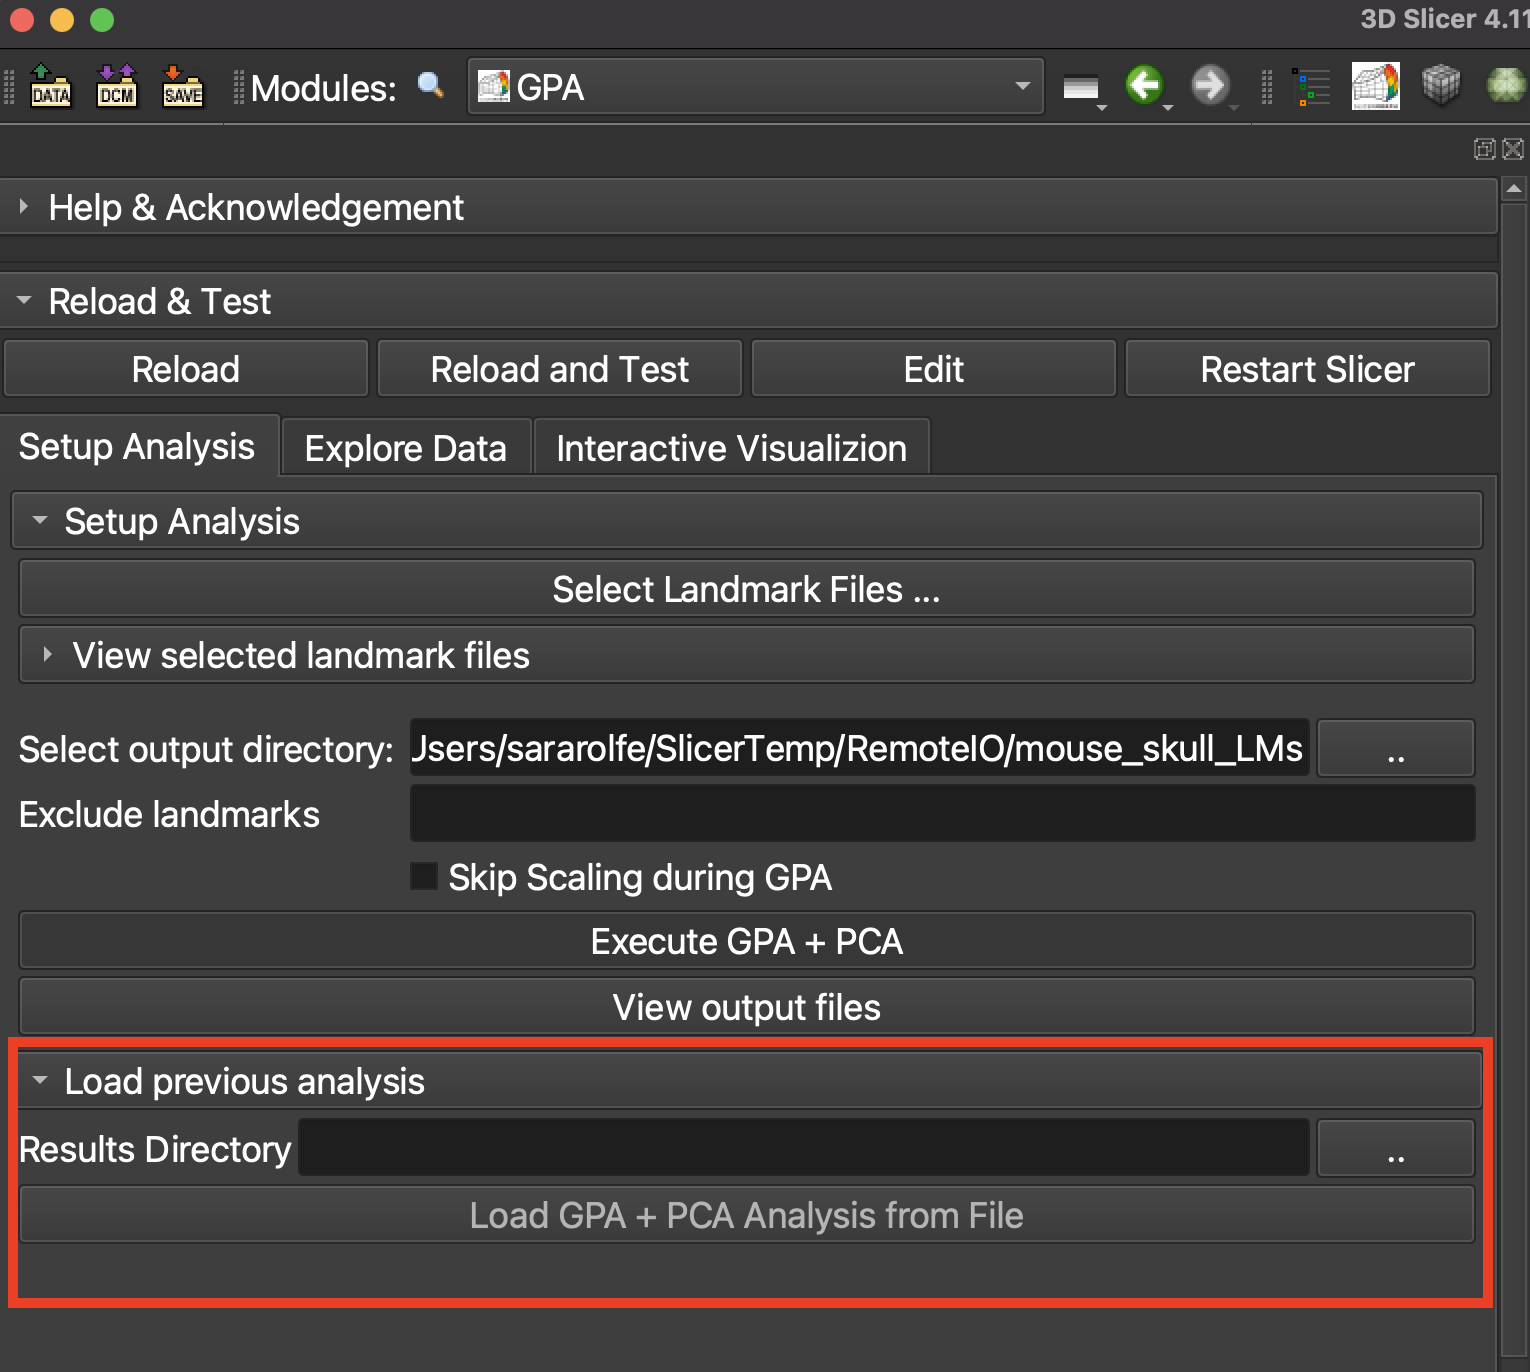 3D Slicer 4.11
DATA DCM SAVE Modules: GPA
Help & Acknowledgement
Reload & Test
Reload Reload and Test Edit Restart Slicer
Setup Analysis Explore Data Interactive Visualizion
Setup Analysis
Select Landmark Files ...
View selected landmark files
Select output directory: Users/sararolfe/SlicerTemp/RemoteIO/mouse_skull_LMs ..
Exclude landmarks
Skip Scaling during GPA
Execute GPA + PCA
View output files
Load previous analysis
Results Directory ..
Load GPA + PCA Analysis from File